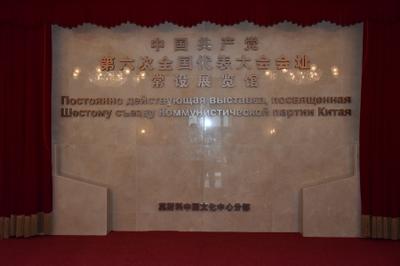 中国共产党
第六次全国代表大会会址
常设展览馆
Постоянно действующая выставка, посвященная
Шестому съезду Коммунистической партии Китая
莫斯科中国文化中心分部